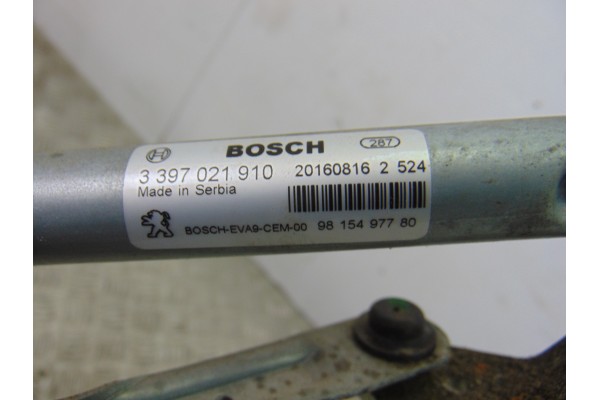 BOSCH 287
3 397 021 910 20160816 2 524
Made in Serbia
BOSCH-EVA9-CEM-00 98 154 977 80